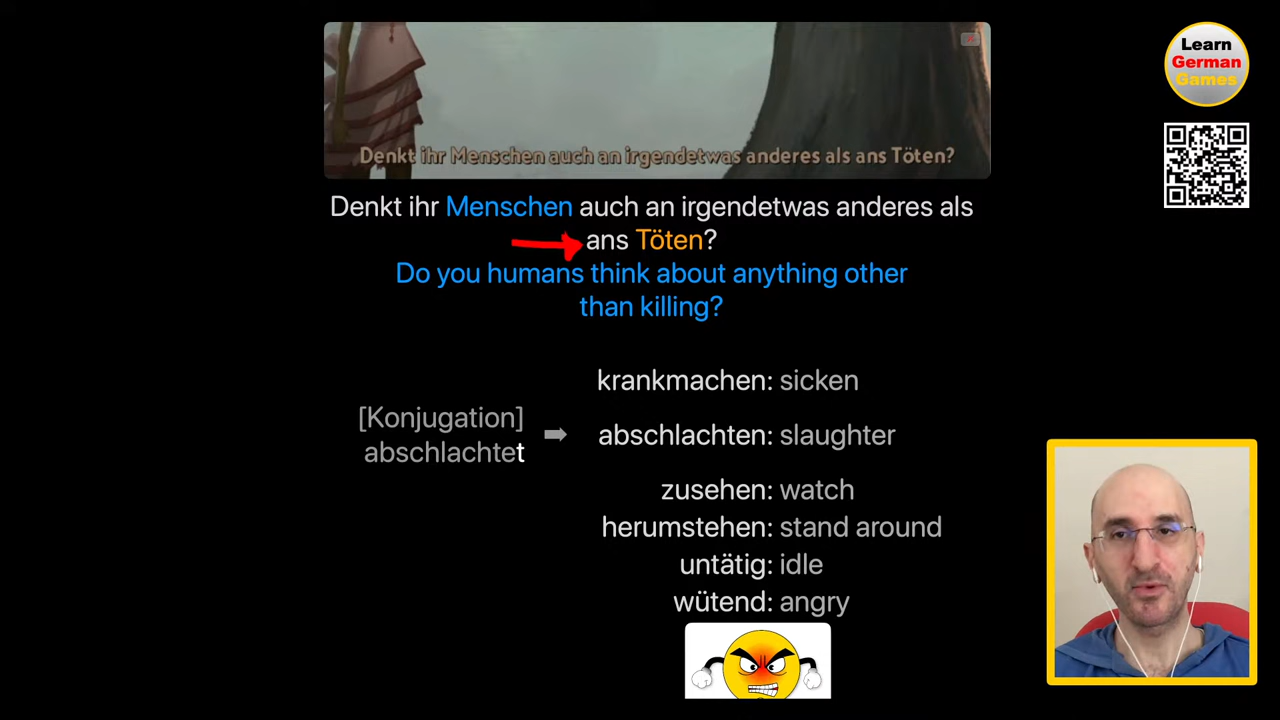 Learn
German
Games
Denkt ihr Menschen auch an irgendetwas anderes als ans Töten?
Denkt ihr Menschen auch an irgendetwas anderes als
ans Töten?
Do you humans think about anything other
than killing?
krankmachen: sicken
[Konjugation]
abschlachtet
➡
abschlachten: slaughter
zusehen: watch
herumstehen: stand around
untätig: idle
wütend: angry